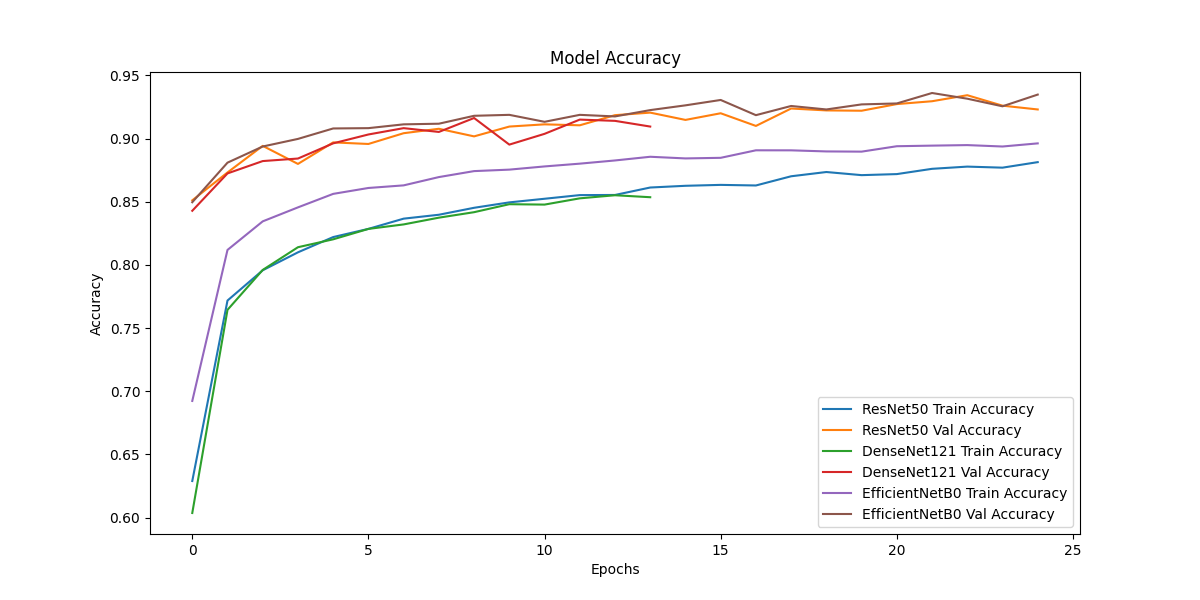 Model Accuracy
0.95
0.90
0.85
0.80
0.75
0.70
0.65
0.60
Accuracy
0
5
10
15
20
25
Epochs
ResNet50 Train Accuracy
ResNet50 Val Accuracy
DenseNet121 Train Accuracy
DenseNet121 Val Accuracy
EfficientNetB0 Train Accuracy
EfficientNetB0 Val Accuracy